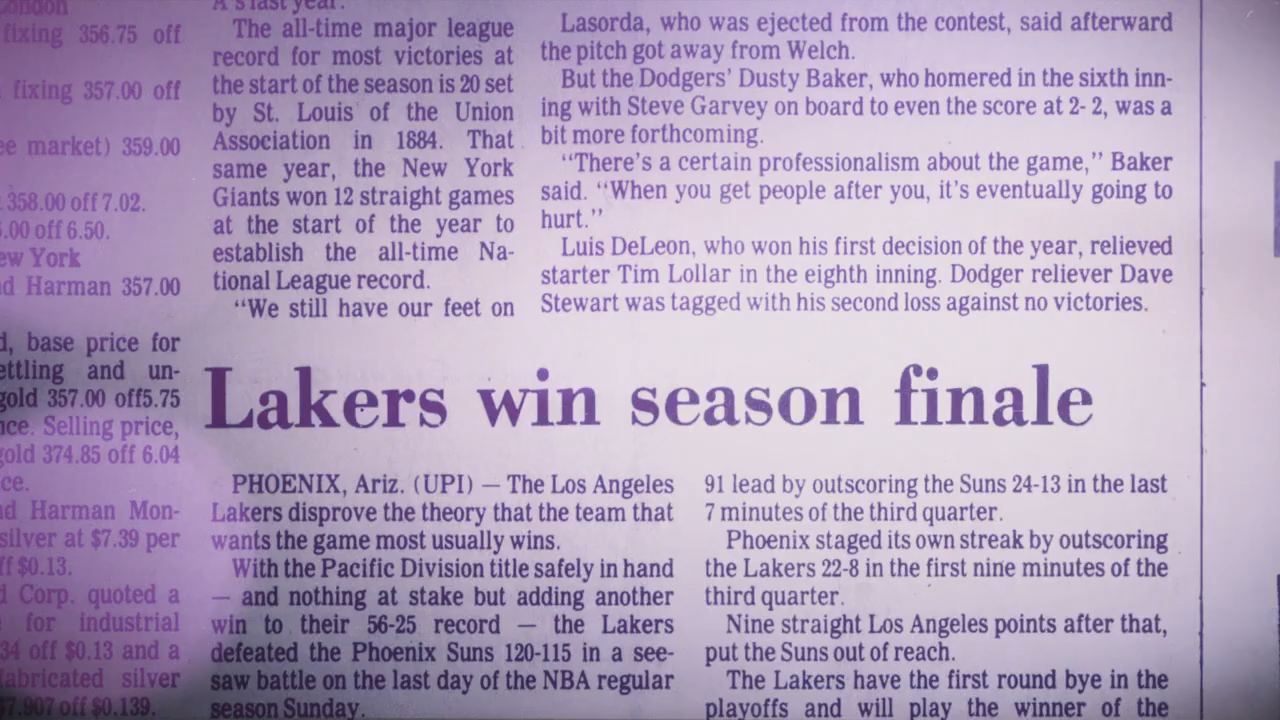 London
fixing 356.75 off
fixing 357.00 off
market) 359.00
358.00 off 7.02.
off 6.50.
York
Harman 357.00
base price for
and un-
gold 357.00 off5.75
Selling price,
gold 374.85 off 6.04
Harman Mon-
silver at $7.39 per
$0.13.
Corp. quoted a
for industrial
off $0.13 and a
fabricated silver
off $0.139.
A's last year.
The all-time major league
record for most victories at
the start of the season is 20 set
by St. Louis of the Union
Association in 1884. That
same year, the New York
Giants won 12 straight games
at the start of the year to
establish the all-time Na-
tional League record.
"We still have our feet on
Lasorda, who was ejected from the contest, said afterward
the pitch got away from Welch.
But the Dodgers' Dusty Baker, who homered in the sixth inn-
ing with Steve Garvey on board to even the score at 2- 2, was a
bit more forthcoming.
"There's a certain professionalism about the game," Baker
said. "When you get people after you, it's eventually going to
hurt."
Luis DeLeon, who won his first decision of the year, relieved
starter Tim Lollar in the eighth inning. Dodger reliever Dave
Stewart was tagged with his second loss against no victories.
Lakers win season finale
PHOENIX, Ariz. (UPI) — The Los Angeles
Lakers disprove the theory that the team that
wants the game most usually wins.
With the Pacific Division title safely in hand
— and nothing at stake but adding another
win to their 56-25 record — the Lakers
defeated the Phoenix Suns 120-115 in a see-
saw battle on the last day of the NBA regular
season Sunday.
91 lead by outscoring the Suns 24-13 in the last
7 minutes of the third quarter.
Phoenix staged its own streak by outscoring
the Lakers 22-8 in the first nine minutes of the
third quarter.
Nine straight Los Angeles points after that,
put the Suns out of reach.
The Lakers have the first round bye in the
playoffs and will play the winner of the